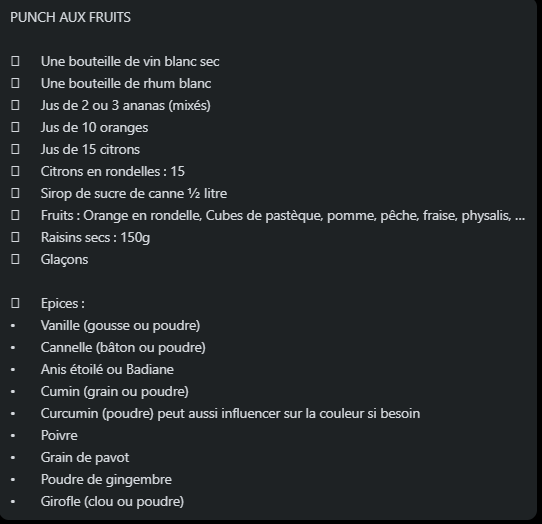 PUNCH AUX FRUITS
▯ Une bouteille de vin blanc sec
▯ Une bouteille de rhum blanc
▯ Jus de 2 ou 3 ananas (mixés)
▯ Jus de 10 oranges
▯ Jus de 15 citrons
▯ Citrons en rondelles : 15
▯ Sirop de sucre de canne ½ litre
▯ Fruits : Orange en rondelle, Cubes de pastèque, pomme, pêche, fraise, physalis, ...
▯ Raisins secs : 150g
▯ Glaçons
▯ Epices :
• Vanille (gousse ou poudre)
• Cannelle (bâton ou poudre)
• Anis étoilé ou Badiane
• Cumin (grain ou poudre)
• Curcumin (poudre) peut aussi influencer sur la couleur si besoin
• Poivre
• Grain de pavot
• Poudre de gingembre
• Girofle (clou ou poudre)